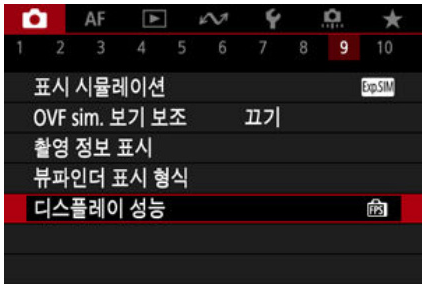 AF
1 2 3 4 5 6 7 8 9 10
표시 시뮬레이션 Exp.SIM
OVF sim. 보기 보조 끄기
촬영 정보 표시
뷰파인더 표시 형식
디스플레이 성능 FPS